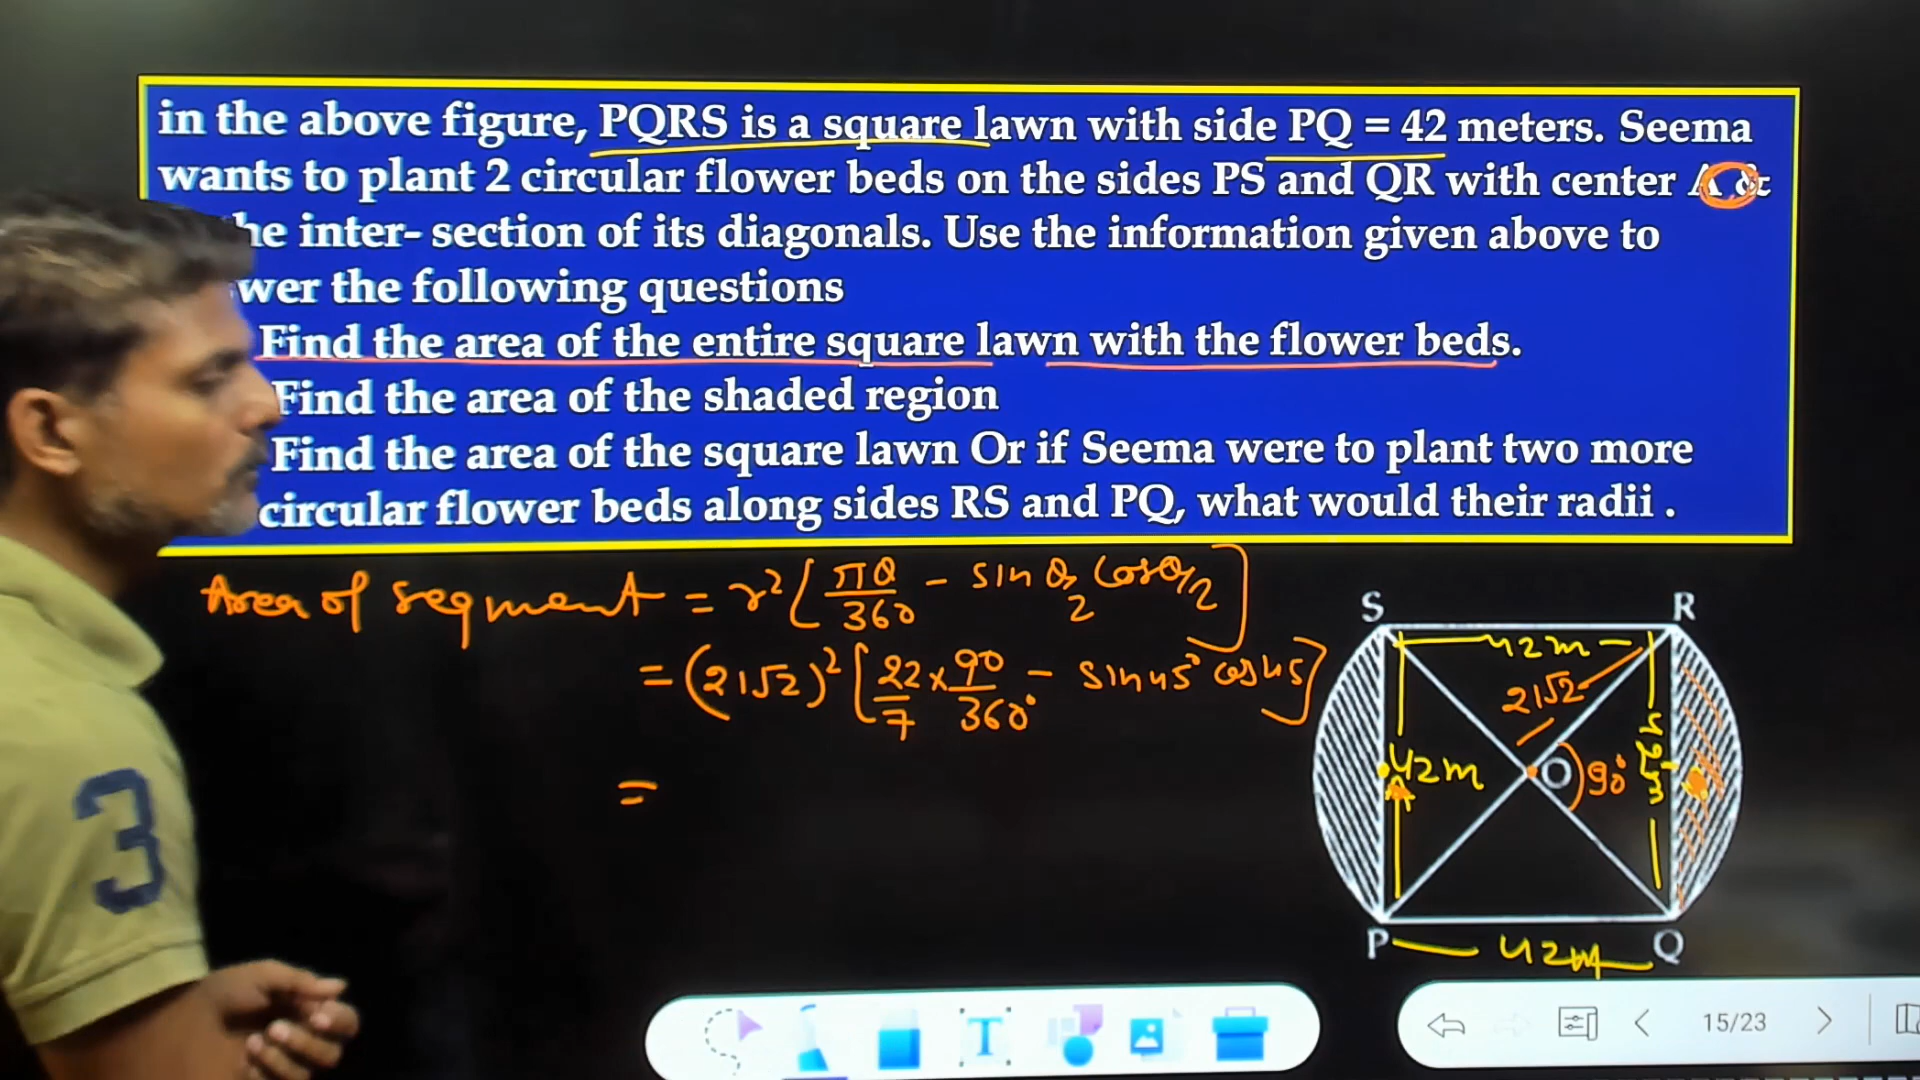 in the above figure, PQRS is a square lawn with side PQ = 42 meters. Seema
wants to plant 2 circular flower beds on the sides PS and QR with center A &
he inter- section of its diagonals. Use the information given above to
wer the following questions
Find the area of the entire square lawn with the flower beds.
Find the area of the shaded region
Find the area of the square lawn Or if Seema were to plant two more
circular flower beds along sides RS and PQ, what would their radii .
Area of segment = r²[πθ/360 - sin θ/2 cos θ/2]
= (21√2)² [22/7 × 90/360° - sin 45° cos 45]
=
S R
42m
21√2
42m
A
O 90°
42m
P 42m Q
3
T
15/23